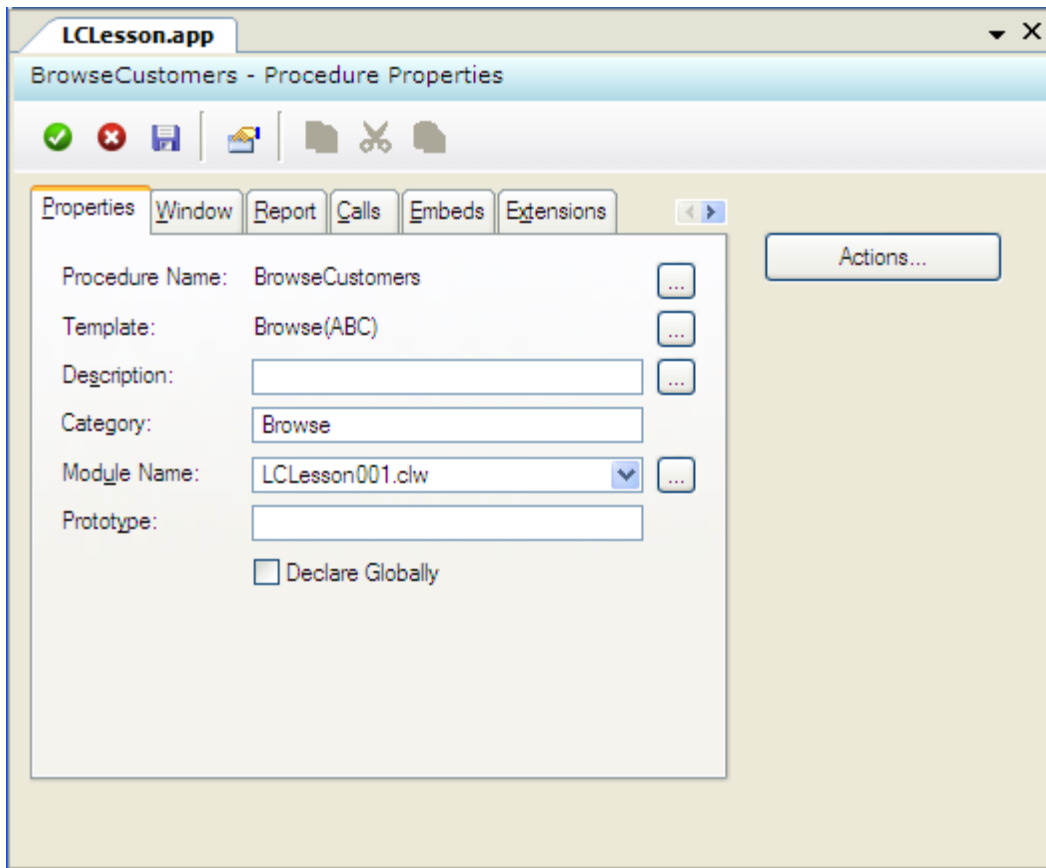 LCLesson.app
BrowseCustomers - Procedure Properties
Properties Window Report Calls Embeds Extensions
Actions...
Procedure Name: BrowseCustomers ...
Template: Browse(ABC) ...
Description: ...
Category: Browse
Module Name: LCLesson001.clw ...
Prototype:
Declare Globally